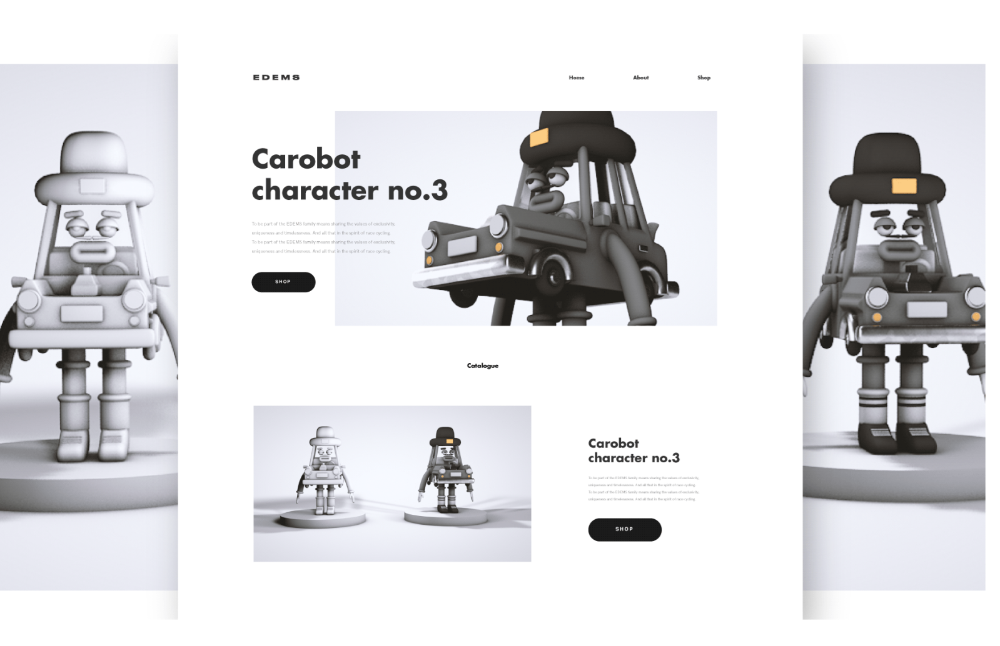 EDEMS
Home
About
Shop
Carobot
character no.3
To be part of the EDEMS family means sharing the values of exclusivity,
uniqueness and timelessness. And all that in the spirit of race cycling.
To be part of the EDEMS family means sharing the values of exclusivity,
uniqueness and timelessness. And all that in the spirit of race cycling.
SHOP
Catalogue
Carobot
character no.3
To be part of the EDEMS family means sharing the values of exclusivity,
uniqueness and timelessness. And all that in the spirit of race cycling.
To be part of the EDEMS family means sharing the values of exclusivity,
uniqueness and timelessness. And all that in the spirit of race cycling.
SHOP